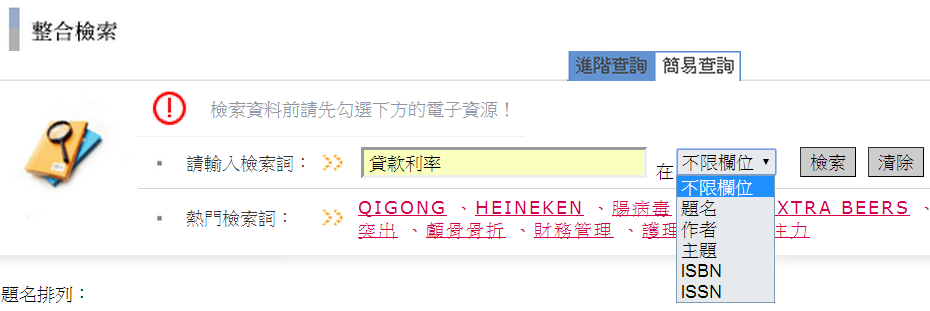 整合檢索
進階查詢 簡易查詢
檢索資料前請先勾選下方的電子資源！
請輸入檢索詞： 貸款利率 在 不限欄位 檢索 清除
不限欄位
題名
作者
主題
ISBN
ISSN
熱門檢索詞： QIGONG 、HEINEKEN 、腸病毒 XTRA BEERS 、
突出 、顱骨骨折 、財務管理 、護理 主力
題名排列：